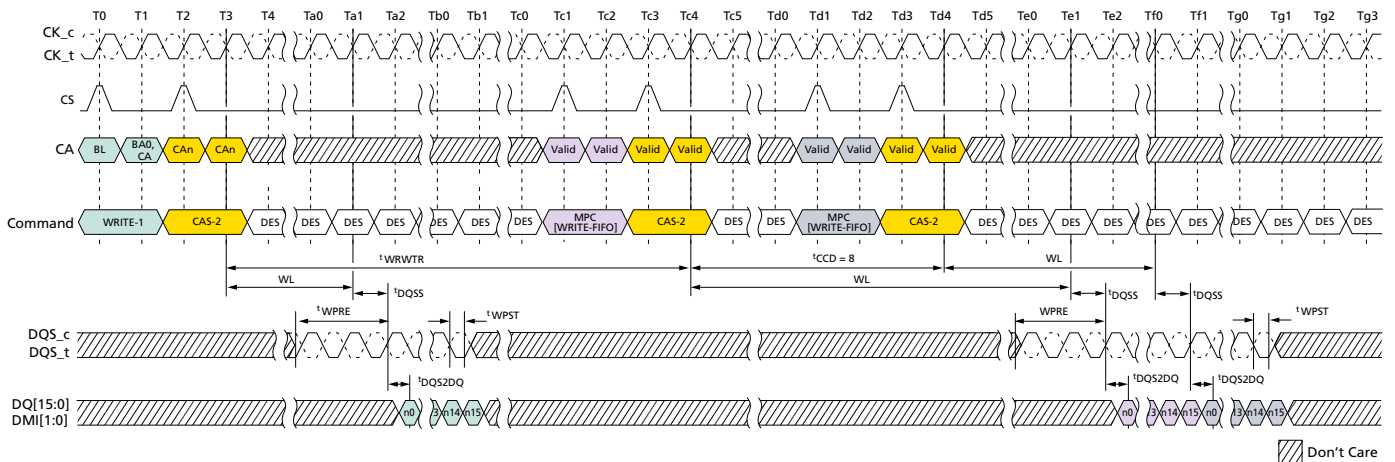 T0 T1 T2 T3 T4 Ta0 Ta1 Ta2 Tb0 Tb1 Tc0 Tc1 Tc2 Tc3 Tc4 Tc5 Td0 Td1 Td2 Td3 Td4 Td5 Te0 Te1 Te2 Tf0 Tf1 Tg0 Tg1 Tg2 Tg3
CK_c
CK_t
CS
CA BL BA0, CA CAn CAn Valid Valid Valid Valid Valid Valid Valid Valid
Command WRITE-1 CAS-2 DES DES DES DES DES DES DES MPC [WRITE-FIFO] CAS-2 DES DES MPC [WRITE-FIFO] CAS-2 DES DES DES DES DES DES DES DES DES DES
tWRWTR tCCD = 8 WL
WL WL
tDQSS tDQSS tDQSS
tWPRE tWPST WPRE tWPST
DQS_c
DQS_t
tDQS2DQ tDQS2DQ tDQS2DQ
DQ[15:0]
DMI[1:0]
n0 3 n14 n15 n0 3 n14 n15 n0 13 n14 n15
Don't Care